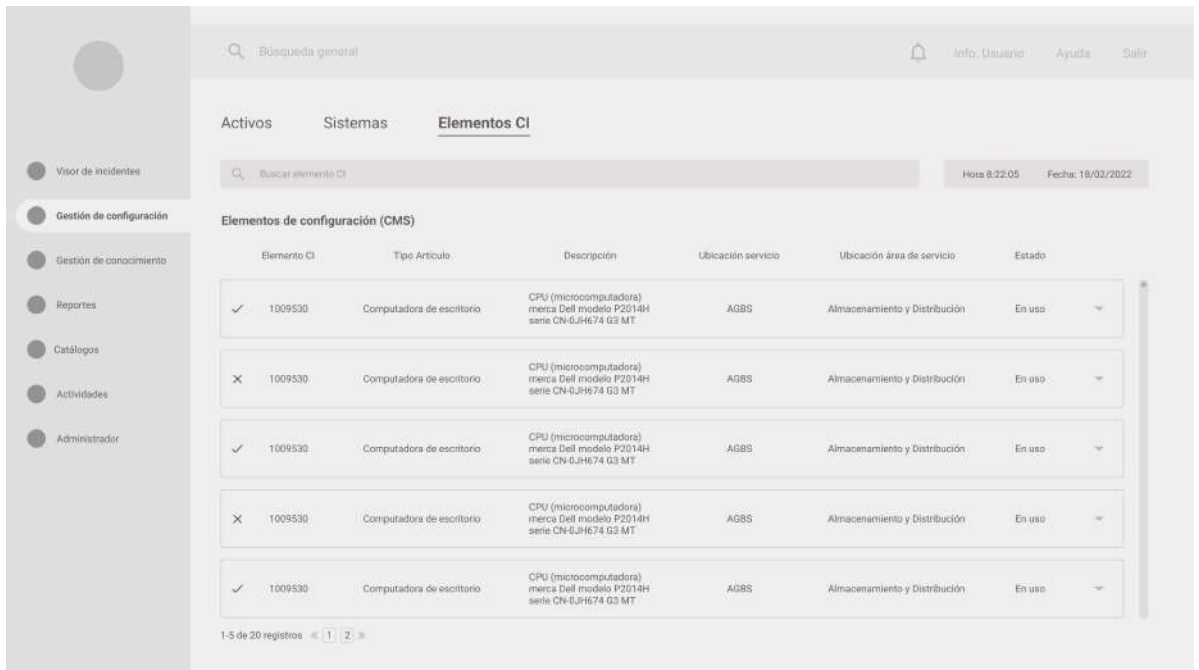 Búsqueda general
Info. Usuario Ayuda Salir
Activos Sistemas Elementos CI
Visor de incidentes
Gestión de configuración
Gestión de conocimiento
Reportes
Catálogos
Actividades
Administrador
Buscar elemento CI
Hora 8:22:05 Fecha: 18/02/2022
Elementos de configuración (CMS)
Elemento CI Tipo Artículo Descripción Ubicación servicio Ubicación área de servicio Estado
CPU (microcomputadora)
1009530 Computadora de escritorio merca Dell modelo P2014H AGBS Almacenamiento y Distribución En uso
serie CN-0JH674 G3 MT
CPU (microcomputadora)
1009530 Computadora de escritorio merca Dell modelo P2014H AGBS Almacenamiento y Distribución En uso
serie CN-0JH674 G3 MT
CPU (microcomputadora)
1009530 Computadora de escritorio merca Dell modelo P2014H AGBS Almacenamiento y Distribución En uso
serie CN-0JH674 G3 MT
CPU (microcomputadora)
1009530 Computadora de escritorio merca Dell modelo P2014H AGBS Almacenamiento y Distribución En uso
serie CN-0JH674 G3 MT
CPU (microcomputadora)
1009530 Computadora de escritorio merca Dell modelo P2014H AGBS Almacenamiento y Distribución En uso
serie CN-0JH674 G3 MT
1-5 de 20 registros « 1 2 »